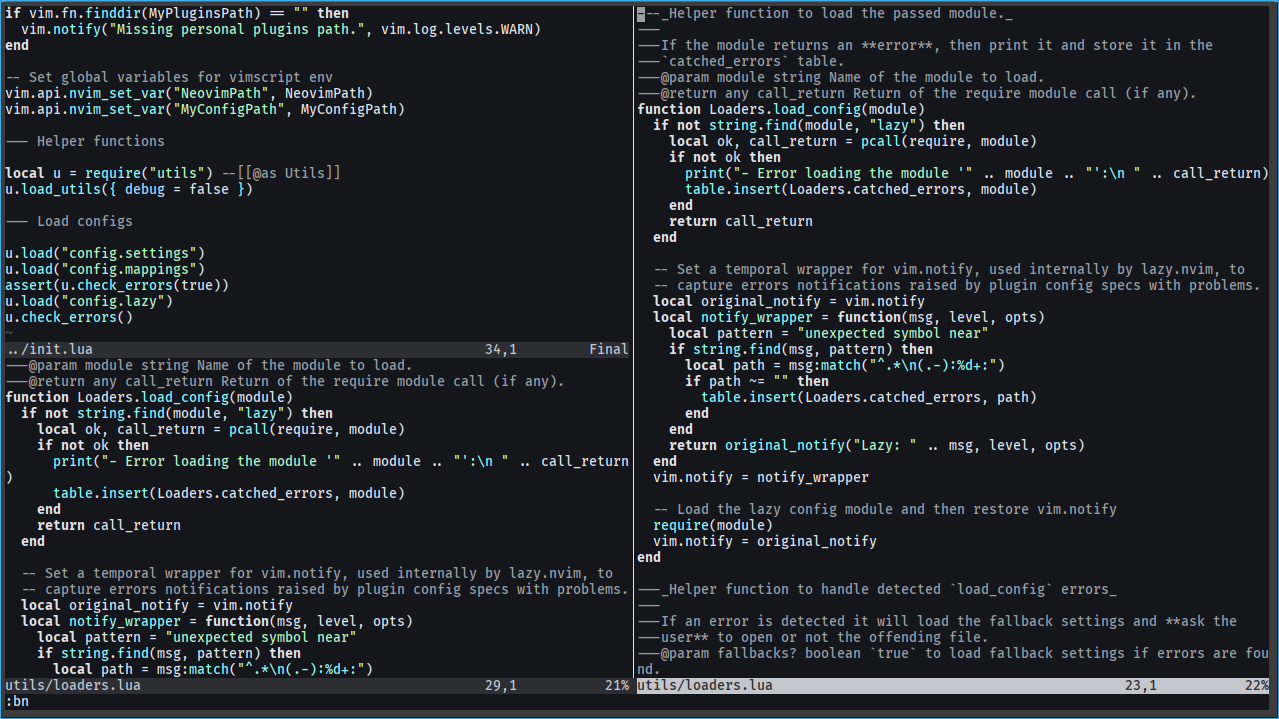 if vim.fn.finddir(MyPluginsPath) == "" then
  vim.notify("Missing personal plugins path.", vim.log.levels.WARN)
end

-- Set global variables for vimscript env
vim.api.nvim_set_var("NeovimPath", NeovimPath)
vim.api.nvim_set_var("MyConfigPath", MyConfigPath)

--- Helper functions

local u = require("utils") --[[@as Utils]]
u.load_utils({ debug = false })

--- Load configs

u.load("config.settings")
u.load("config.mappings")
assert(u.check_errors(true))
u.load("config.lazy")
u.check_errors()
~
../init.lua 34,1 Final
---@param module string Name of the module to load.
---@return any call_return Return of the require module call (if any).
function Loaders.load_config(module)
  if not string.find(module, "lazy") then
    local ok, call_return = pcall(require, module)
    if not ok then
      print("- Error loading the module '" .. module .. "':\n " .. call_return
)
      table.insert(Loaders.catched_errors, module)
    end
    return call_return
  end

  -- Set a temporal wrapper for vim.notify, used internally by lazy.nvim, to
  -- capture errors notifications raised by plugin config specs with problems.
  local original_notify = vim.notify
  local notify_wrapper = function(msg, level, opts)
    local pattern = "unexpected symbol near"
    if string.find(msg, pattern) then
      local path = msg:match("^.*\n(.-):%d+:")
utils/loaders.lua 29,1 21%
:bn
---_Helper function to load the passed module._
---
---If the module returns an **error**, then print it and store it in the
---`catched_errors` table.
---@param module string Name of the module to load.
---@return any call_return Return of the require module call (if any).
function Loaders.load_config(module)
  if not string.find(module, "lazy") then
    local ok, call_return = pcall(require, module)
    if not ok then
      print("- Error loading the module '" .. module .. "':\n " .. call_return)
      table.insert(Loaders.catched_errors, module)
    end
    return call_return
  end

  -- Set a temporal wrapper for vim.notify, used internally by lazy.nvim, to
  -- capture errors notifications raised by plugin config specs with problems.
  local original_notify = vim.notify
  local notify_wrapper = function(msg, level, opts)
    local pattern = "unexpected symbol near"
    if string.find(msg, pattern) then
      local path = msg:match("^.*\n(.-):%d+:")
      if path ~= "" then
        table.insert(Loaders.catched_errors, path)
      end
    end
    return original_notify("Lazy: " .. msg, level, opts)
  end
  vim.notify = notify_wrapper

  -- Load the lazy config module and then restore vim.notify
  require(module)
  vim.notify = original_notify
end

---_Helper function to handle detected `load_config` errors_
---
---If an error is detected it will load the fallback settings and **ask the
---user** to open or not the offending file.
---@param fallbacks? boolean `true` to load fallback settings if errors are fou
nd.
utils/loaders.lua 23,1 22%